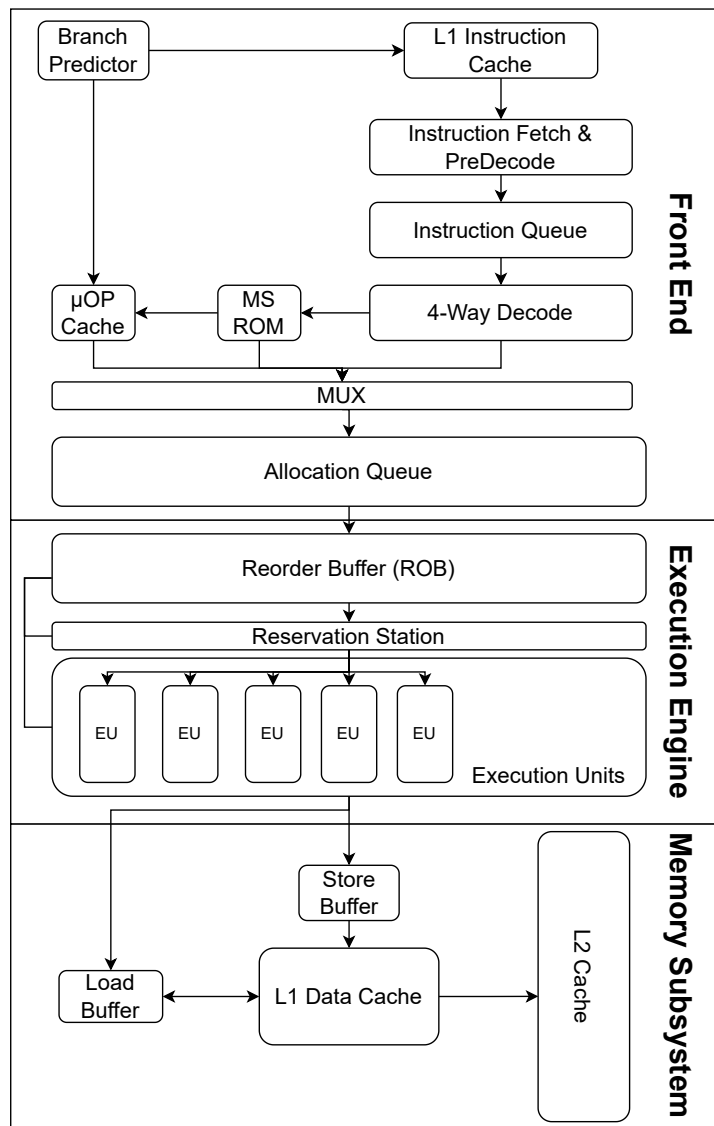 Branch
Predictor
L1 Instruction
Cache
Instruction Fetch &
PreDecode
Instruction Queue
µOP
Cache
MS
ROM
4-Way Decode
MUX
Allocation Queue
Front End
Reorder Buffer (ROB)
Reservation Station
EU
EU
EU
EU
EU
Execution Units
Execution Engine
Store
Buffer
Load
Buffer
L1 Data Cache
L2 Cache
Memory Subsystem